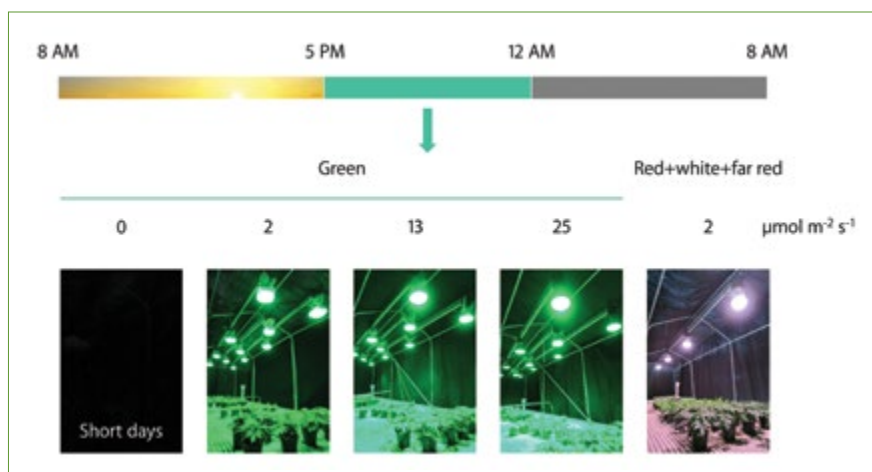 8 AM 5 PM 12 AM 8 AM
Green Red+white+far red
0 2 13 25 2 µmol m⁻² s⁻¹
Short days